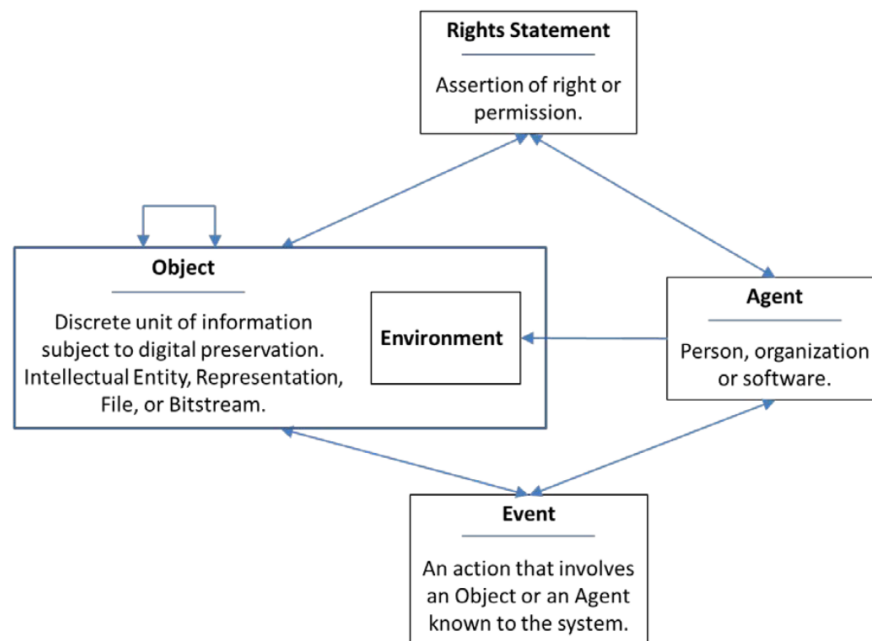 Rights Statement
Assertion of right or
permission.
Object
Discrete unit of information
subject to digital preservation.
Intellectual Entity, Representation,
File, or Bitstream.
Environment
Agent
Person, organization
or software.
Event
An action that involves
an Object or an Agent
known to the system.